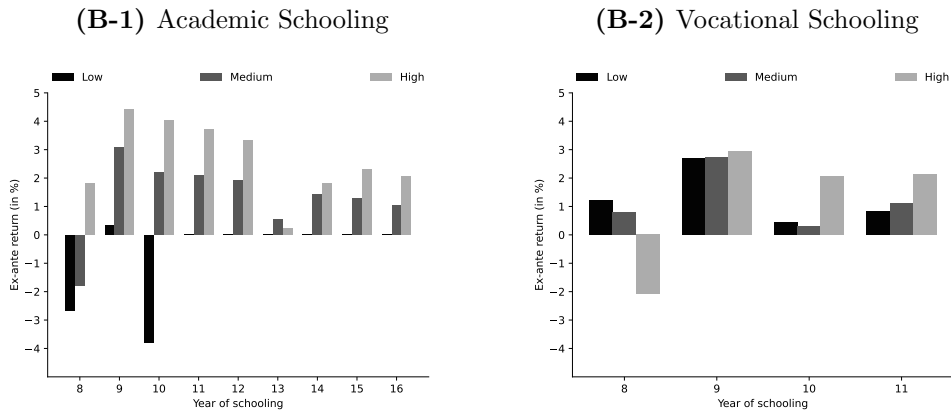 (B-1) Academic Schooling
Low Medium High
5
4
3
2
1
0
−1
−2
−3
−4
Ex-ante return (in %)
8 9 10 11 12 13 14 15 16
Year of schooling
(B-2) Vocational Schooling
Low Medium High
5
4
3
2
1
0
−1
−2
−3
−4
Ex-ante return (in %)
8 9 10 11
Year of schooling